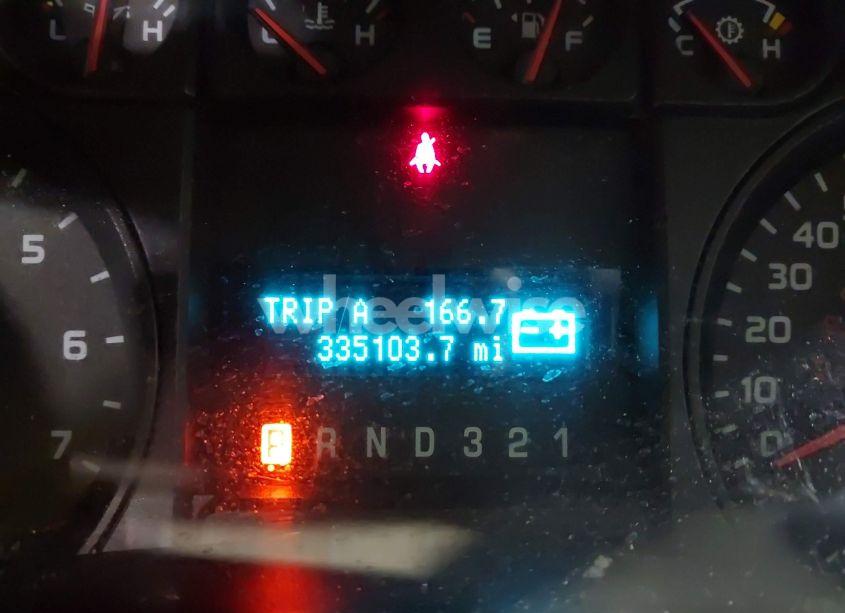 L H
L H
E F
C H
5
6
7
40
30
20
10
0
wheelwise
TRIP A 166.7
335103.7 mi
P R N D 3 2 1